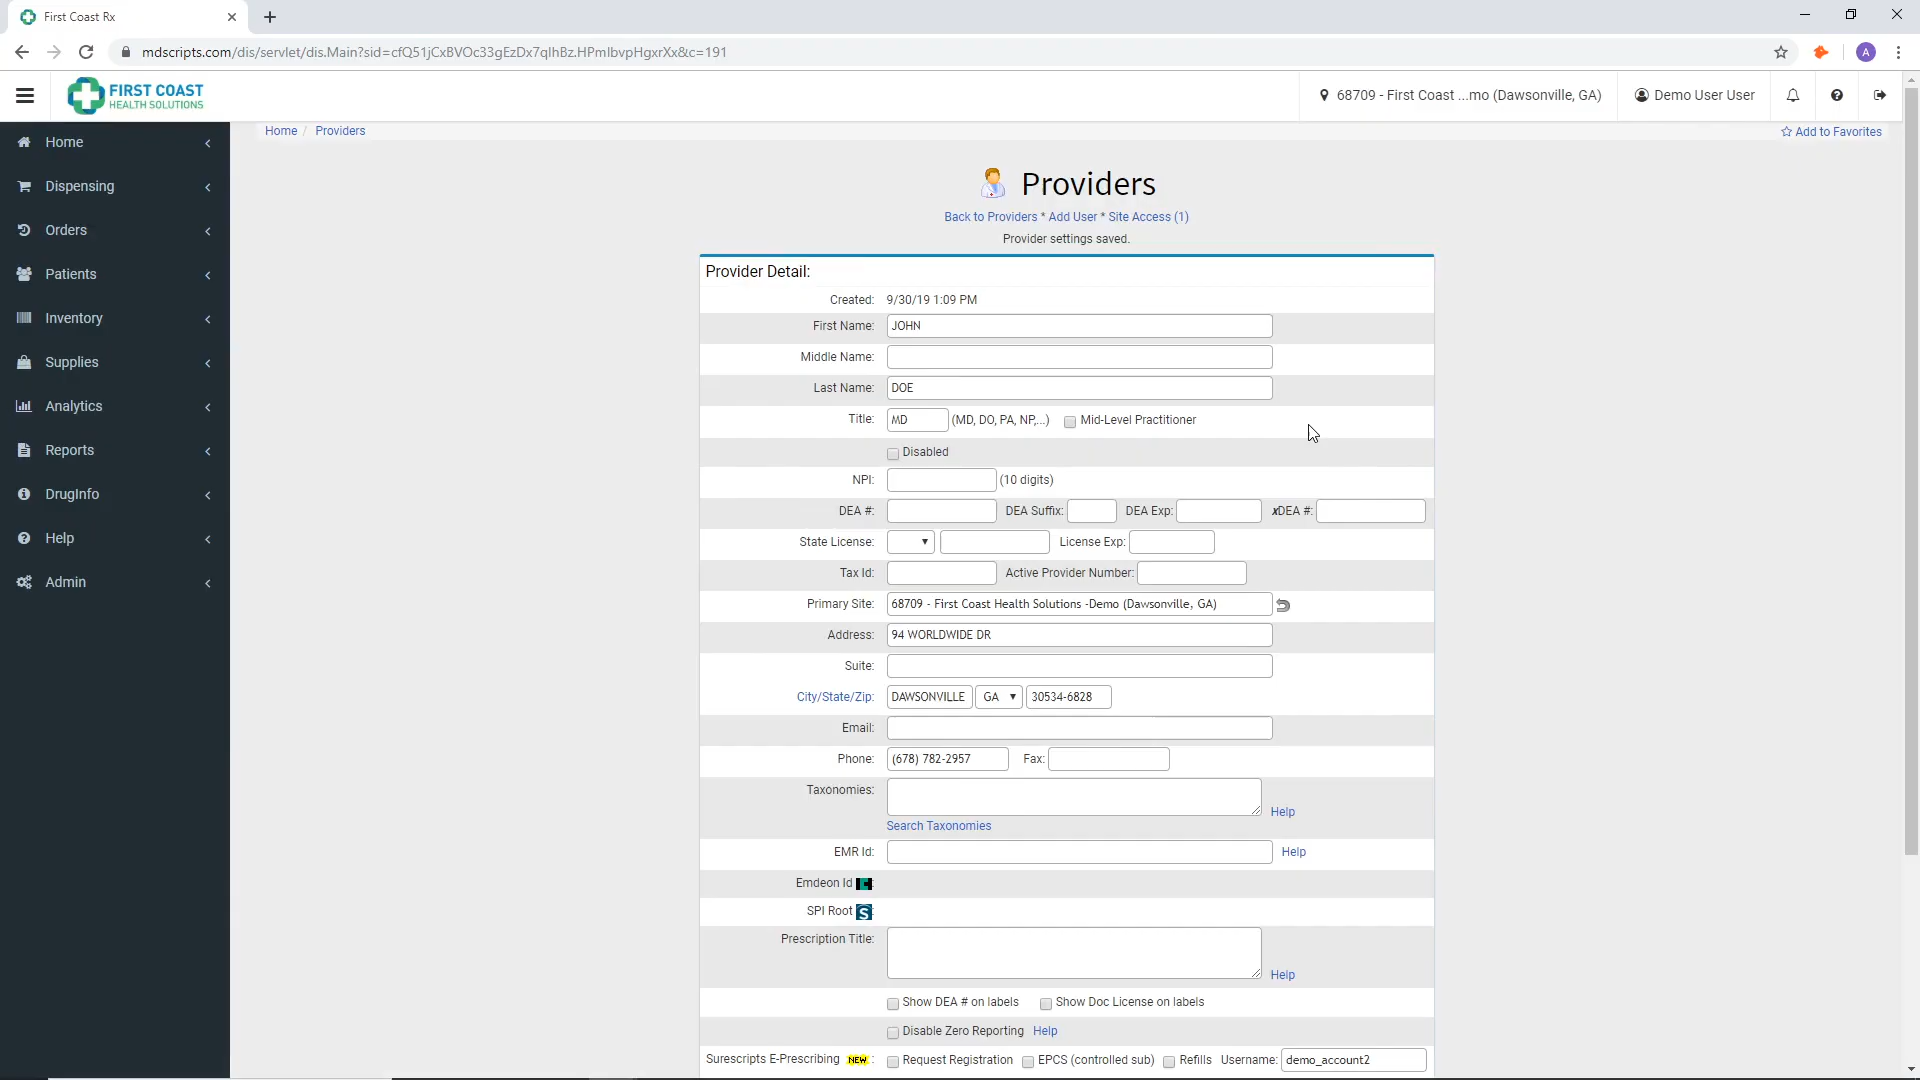 First Coast Rx
mdscripts.com/dis/servlet/dis.Main?sid=cfQ51jCxBVOc33gEzDx7qIhBz.HPmIbvpHgxrXx&c=191
A
FIRST COAST
HEALTH SOLUTIONS
68709 - First Coast ...mo (Dawsonville, GA)
Demo User User
Home / Providers
Add to Favorites
Home
Dispensing
Orders
Patients
Inventory
Supplies
Analytics
Reports
DrugInfo
Help
Admin
Providers
Back to Providers * Add User * Site Access (1)
Provider settings saved.
Provider Detail:
Created: 9/30/19 1:09 PM
First Name: JOHN
Middle Name:
Last Name: DOE
Title: MD (MD, DO, PA, NP,...) Mid-Level Practitioner
Disabled
NPI: (10 digits)
DEA #: DEA Suffix: DEA Exp: xDEA #:
State License: License Exp:
Tax Id: Active Provider Number:
Primary Site: 68709 - First Coast Health Solutions -Demo (Dawsonville, GA)
Address: 94 WORLDWIDE DR
Suite:
City/State/Zip: DAWSONVILLE GA 30534-6828
Email:
Phone: (678) 782-2957 Fax:
Taxonomies: Help
Search Taxonomies
EMR Id: Help
Emdeon Id :
SPI Root S :
Prescription Title: Help
Show DEA # on labels Show Doc License on labels
Disable Zero Reporting Help
Surescripts E-Prescribing NEW : Request Registration EPCS (controlled sub) Refills Username: demo_account2